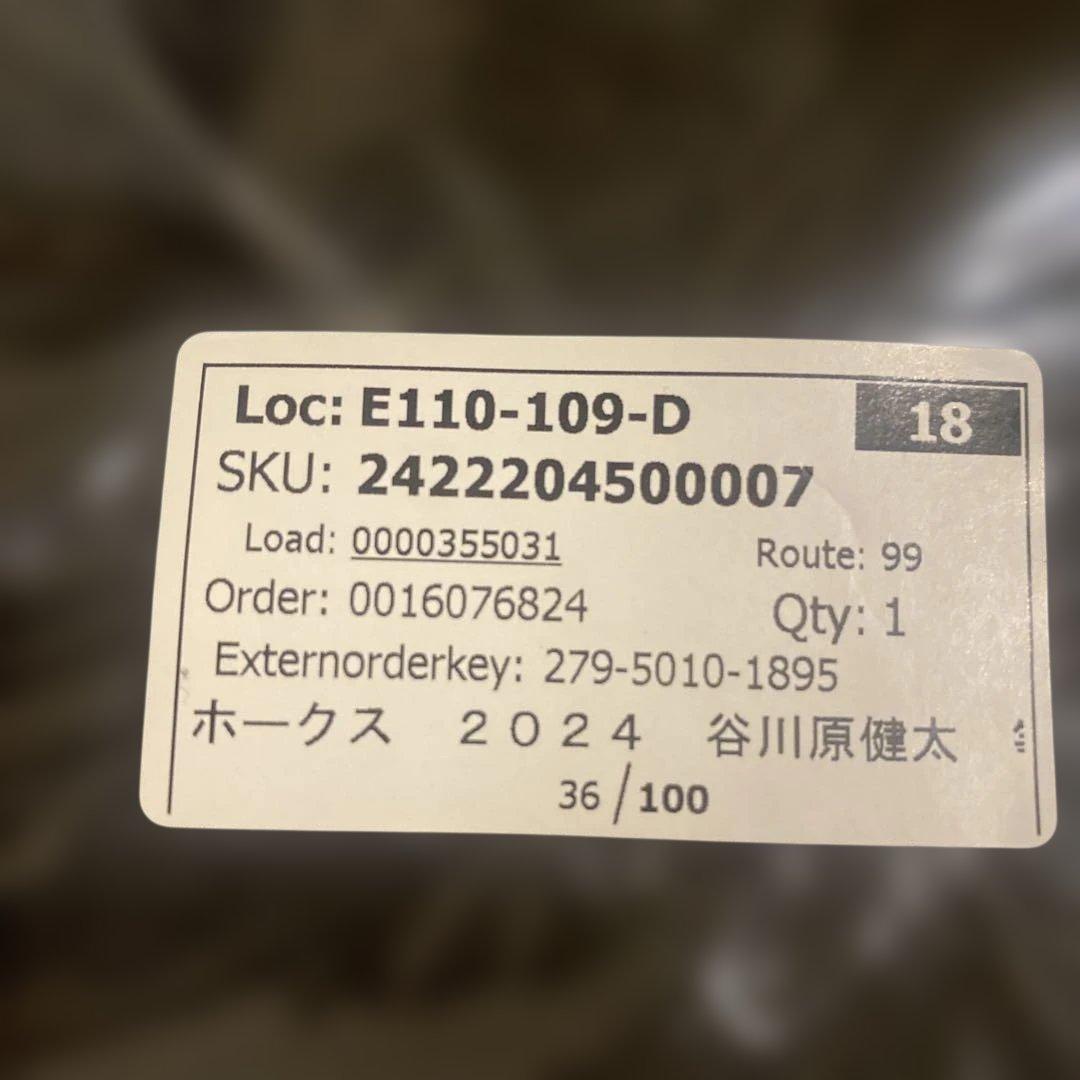 Loc: E110-109-D 18
SKU: 2422204500007
Load: 0000355031 Route: 99
Order: 0016076824 Qty: 1
Externorderkey: 279-5010-1895
ホークス 2024 谷川原健太
36/100